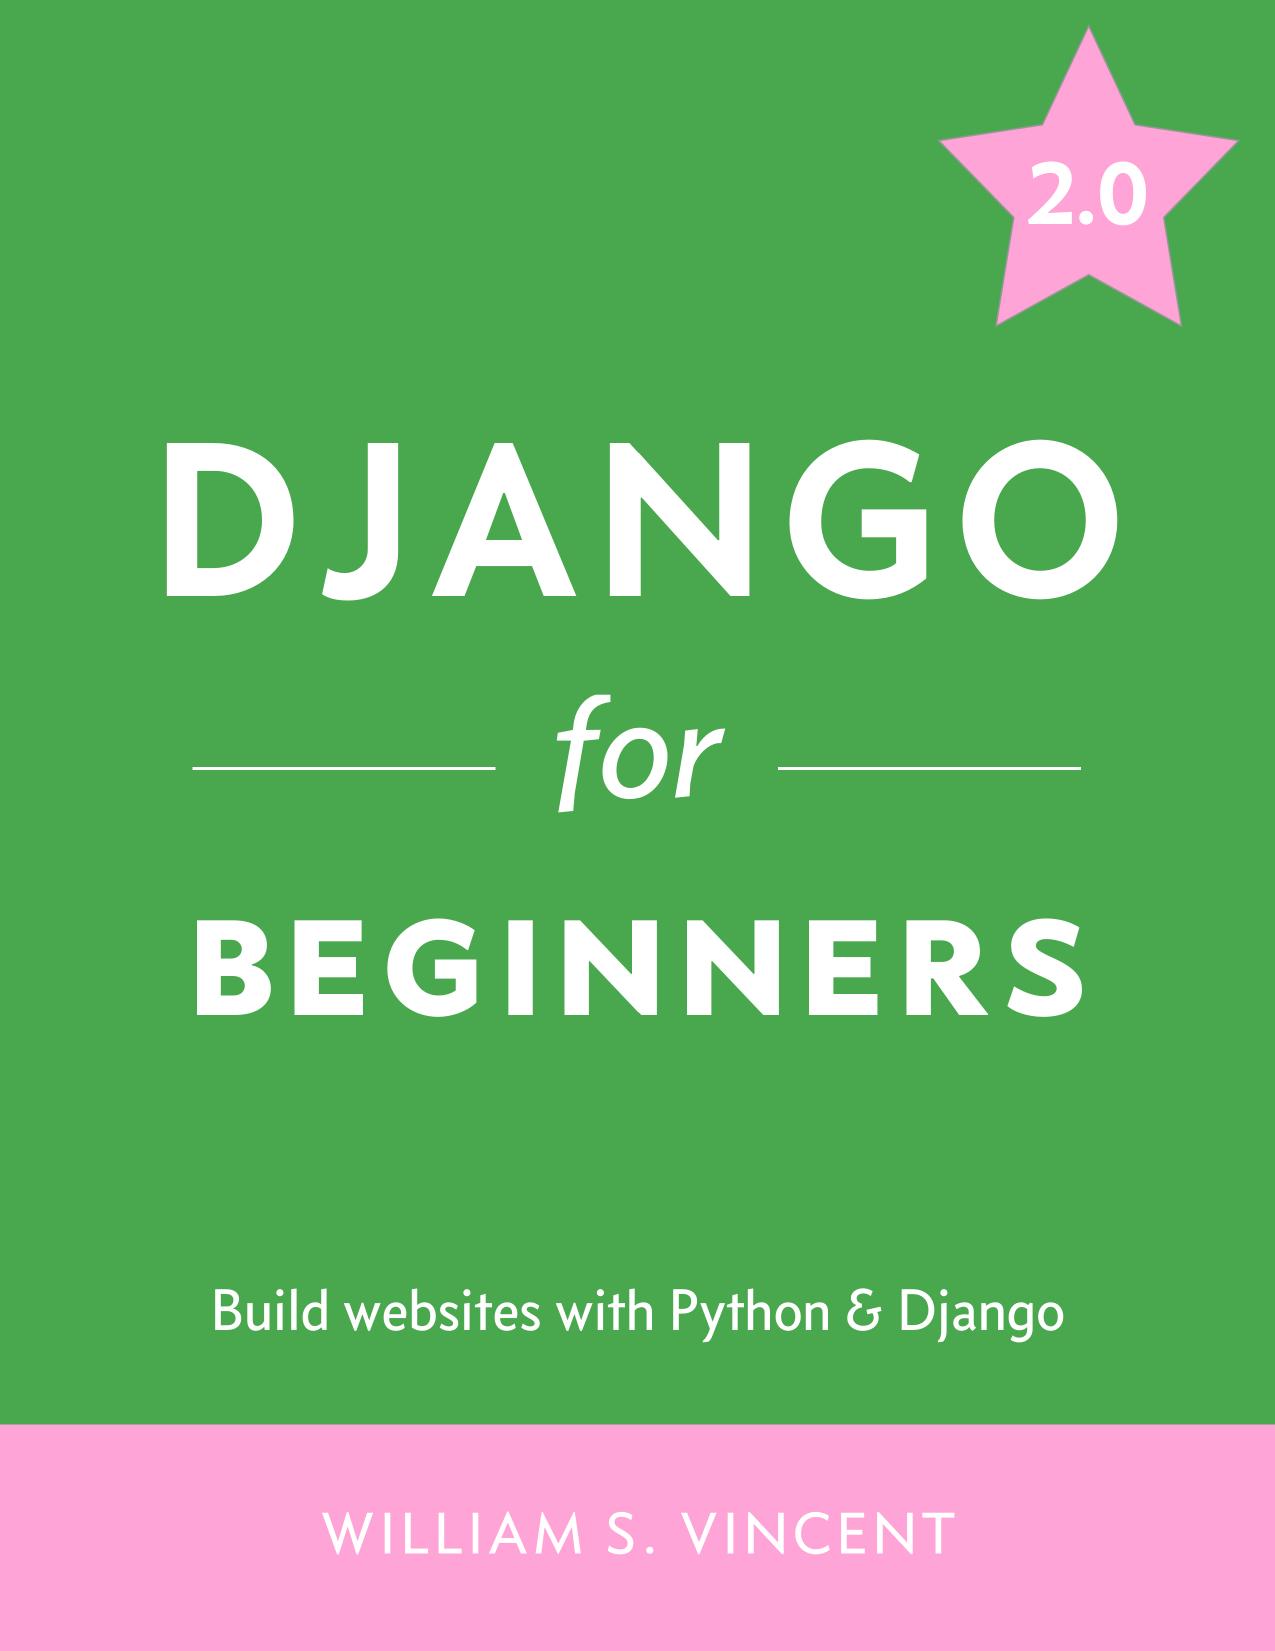 2.0
DJANGO
for
BEGINNERS
Build websites with Python & Django
WILLIAM S. VINCENT